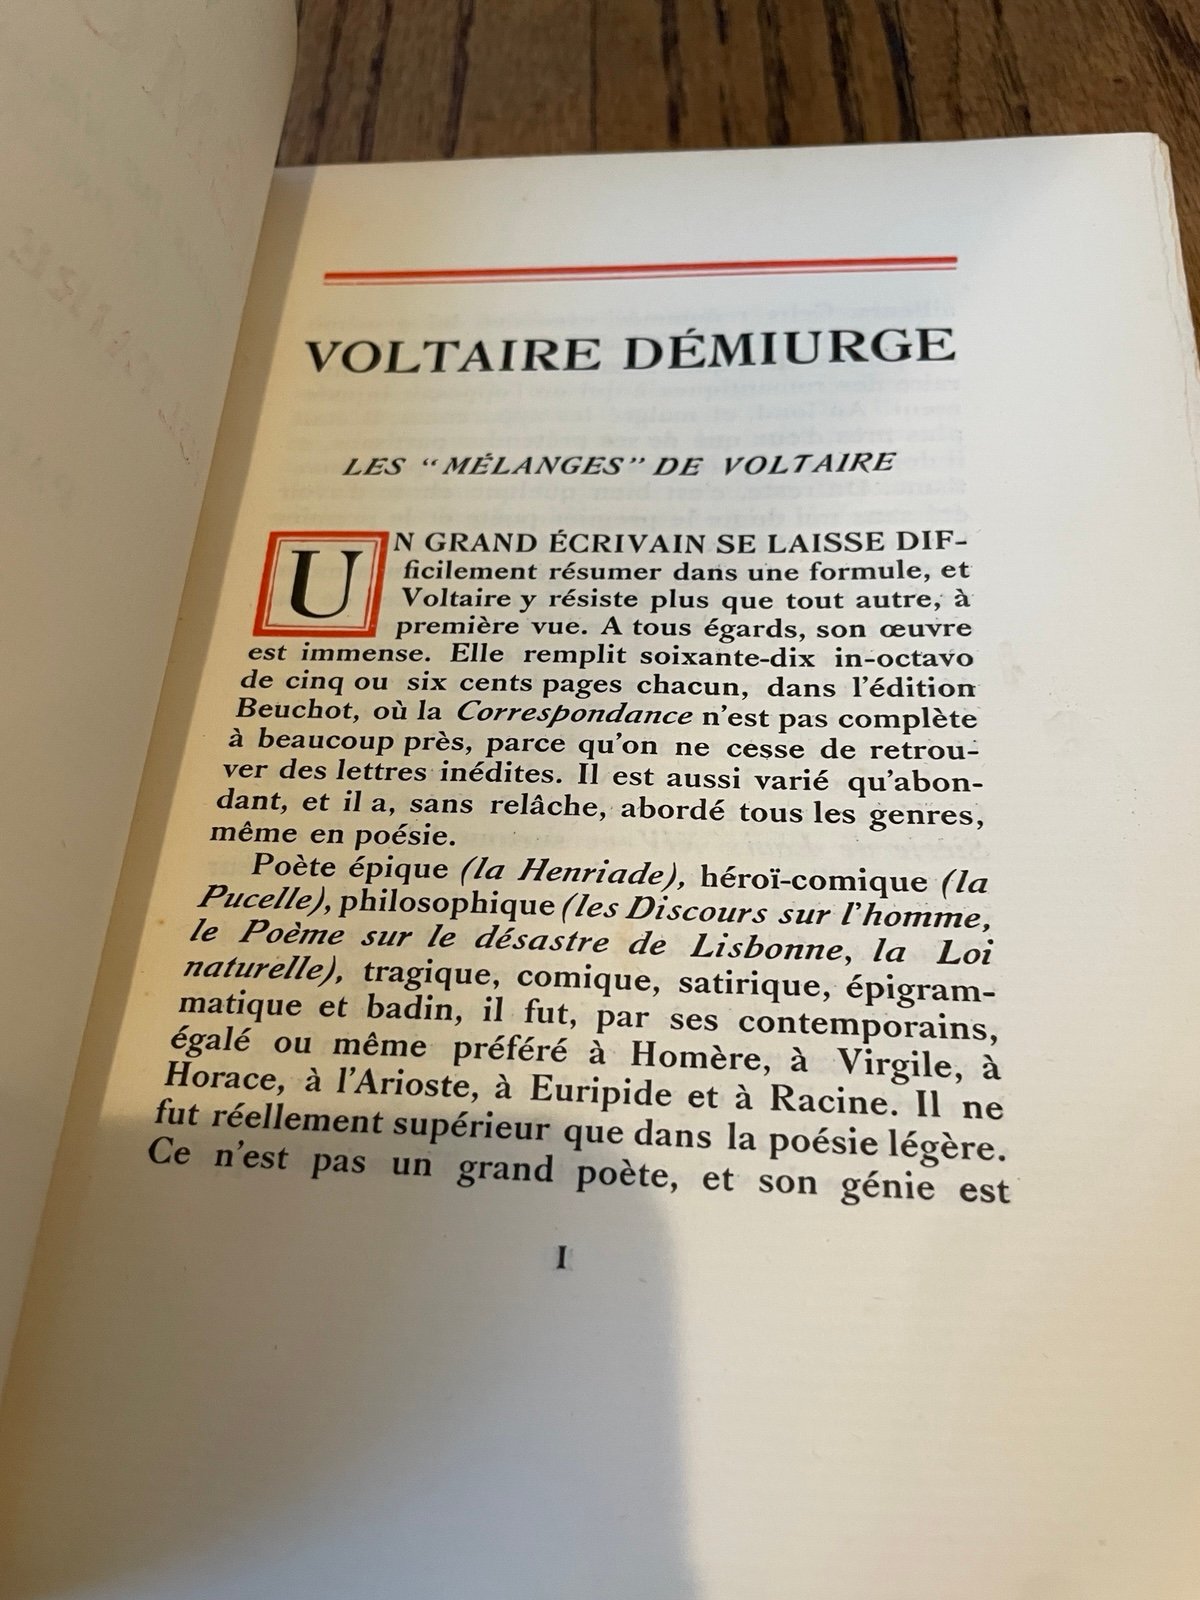 VOLTAIRE DÉMIURGE
LES "MÉLANGES" DE VOLTAIRE
UN GRAND ÉCRIVAIN SE LAISSE DIF-
ficilement résumer dans une formule, et
Voltaire y résiste plus que tout autre, à
première vue. A tous égards, son œuvre
est immense. Elle remplit soixante-dix in-octavo
de cinq ou six cents pages chacun, dans l'édition
Beuchot, où la Correspondance n'est pas complète
à beaucoup près, parce qu'on ne cesse de retrou-
ver des lettres inédites. Il est aussi varié qu'abon-
dant, et il a, sans relâche, abordé tous les genres,
même en poésie.
Poète épique (la Henriade), héroï-comique (la
Pucelle), philosophique (les Discours sur l'homme,
le Poème sur le désastre de Lisbonne, la Loi
naturelle), tragique, comique, satirique, épigram-
matique et badin, il fut, par ses contemporains,
égalé ou même préféré à Homère, à Virgile, à
Horace, à l'Arioste, à Euripide et à Racine. Il ne
fut réellement supérieur que dans la poésie légère.
Ce n'est pas un grand poète, et son génie est
I